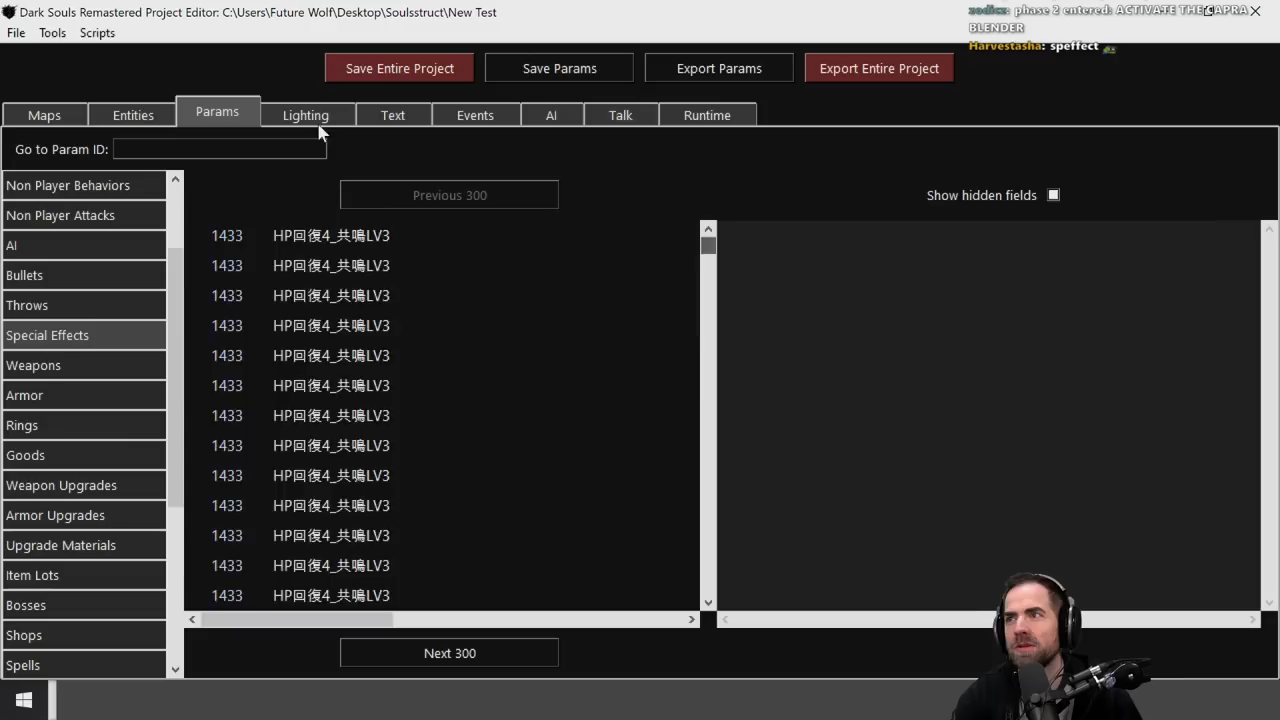 Dark Souls Remastered Project Editor: C:\Users\Future Wolf\Desktop\Soulsstruct\New Test
zodicz: phase 2 entered: ACTIVATE THE CAPRA
BLENDER
File Tools Scripts
Harvestasha: speffect
Save Entire Project Save Params Export Params Export Entire Project
Maps Entities Params Lighting Text Events AI Talk Runtime
Go to Param ID:
Non Player Behaviors
Non Player Attacks
AI
Bullets
Throws
Special Effects
Weapons
Armor
Rings
Goods
Weapon Upgrades
Armor Upgrades
Upgrade Materials
Item Lots
Bosses
Shops
Spells
Previous 300
Show hidden fields
1433 HP回復4_共鳴LV3
1433 HP回復4_共鳴LV3
1433 HP回復4_共鳴LV3
1433 HP回復4_共鳴LV3
1433 HP回復4_共鳴LV3
1433 HP回復4_共鳴LV3
1433 HP回復4_共鳴LV3
1433 HP回復4_共鳴LV3
1433 HP回復4_共鳴LV3
1433 HP回復4_共鳴LV3
1433 HP回復4_共鳴LV3
1433 HP回復4_共鳴LV3
1433 HP回復4_共鳴LV3
Next 300